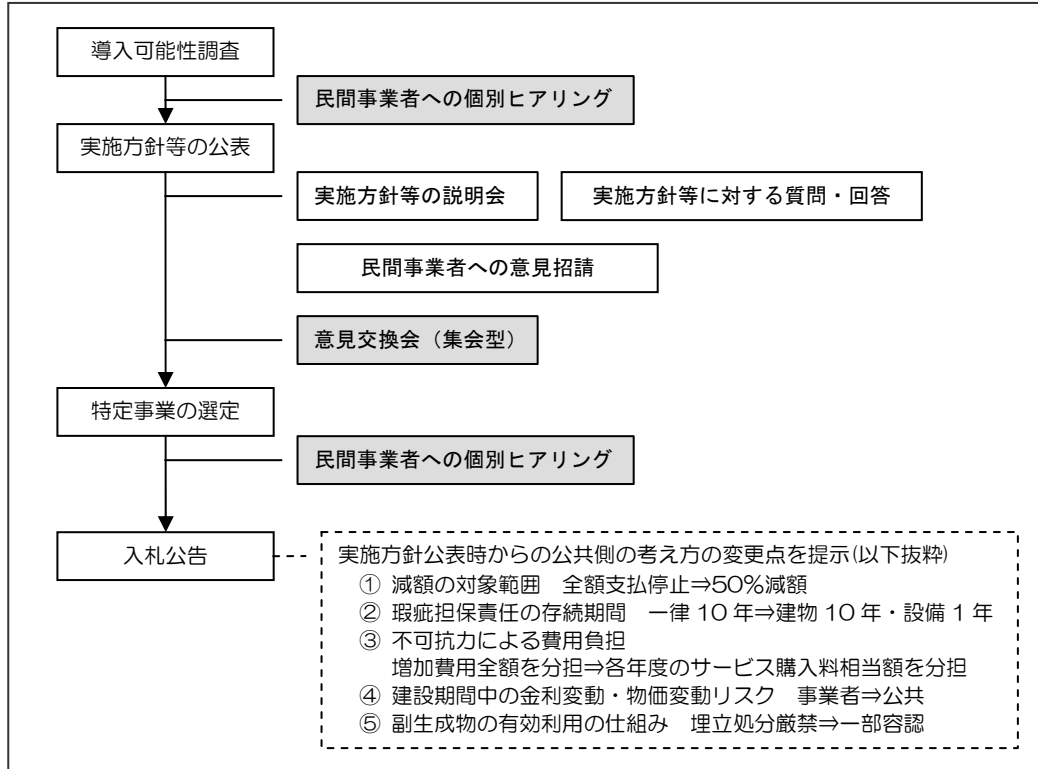 導入可能性調査
民間事業者への個別ヒアリング
実施方針等の公表
実施方針等の説明会
実施方針等に対する質問・回答
民間事業者への意見招請
意見交換会（集会型）
特定事業の選定
民間事業者への個別ヒアリング
入札公告
実施方針公表時からの公共側の考え方の変更点を提示(以下抜粋)
① 減額の対象範囲　全額支払停止⇒50%減額
② 瑕疵担保責任の存続期間　一律 10 年⇒建物 10 年・設備 1 年
③ 不可抗力による費用負担
増加費用全額を分担⇒各年度のサービス購入料相当額を分担
④ 建設期間中の金利変動・物価変動リスク　事業者⇒公共
⑤ 副生成物の有効利用の仕組み　埋立処分厳禁⇒一部容認